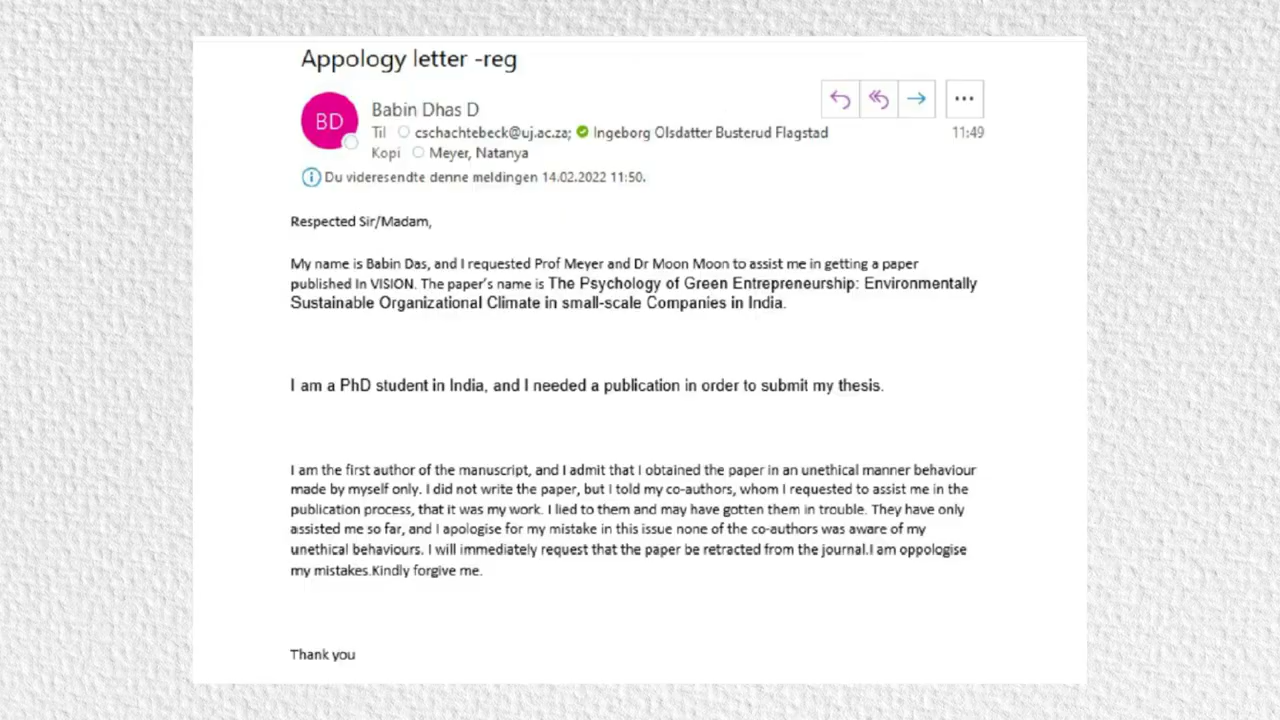 Appology letter -reg
BD
Babin Dhas D
Til cschachtebeck@uj.ac.za; Ingeborg Olsdatter Busterud Flagstad
11:49
Kopi Meyer, Natanya
Du videresendte denne meldingen 14.02.2022 11:50.
Respected Sir/Madam,
My name is Babin Das, and I requested Prof Meyer and Dr Moon Moon to assist me in getting a paper
published In VISION. The paper's name is The Psychology of Green Entrepreneurship: Environmentally
Sustainable Organizational Climate in small-scale Companies in India.
I am a PhD student in India, and I needed a publication in order to submit my thesis.
I am the first author of the manuscript, and I admit that I obtained the paper in an unethical manner behaviour
made by myself only. I did not write the paper, but I told my co-authors, whom I requested to assist me in the
publication process, that it was my work. I lied to them and may have gotten them in trouble. They have only
assisted me so far, and I apologise for my mistake in this issue none of the co-authors was aware of my
unethical behaviours. I will immediately request that the paper be retracted from the journal.I am oppologise
my mistakes.Kindly forgive me.
Thank you